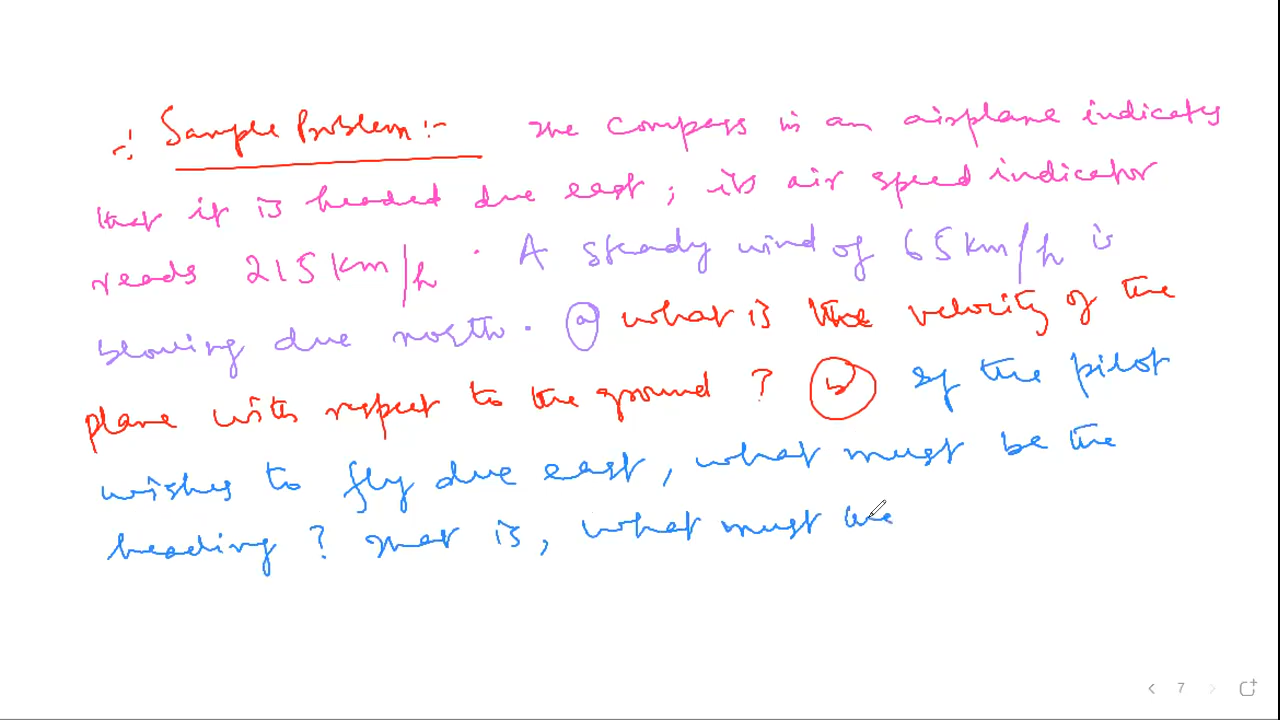 ∴ Sample Problem :- The compass in an airplane indicates
that it is headed due east ; its air speed indicator
reads 215 km/h . A steady wind of 65 km/h is
blowing due north . (a) what is the velocity of the
plane with respect to the ground ? (b) If the pilot
wishes to fly due east , what must be the
heading ? That is , what must
7